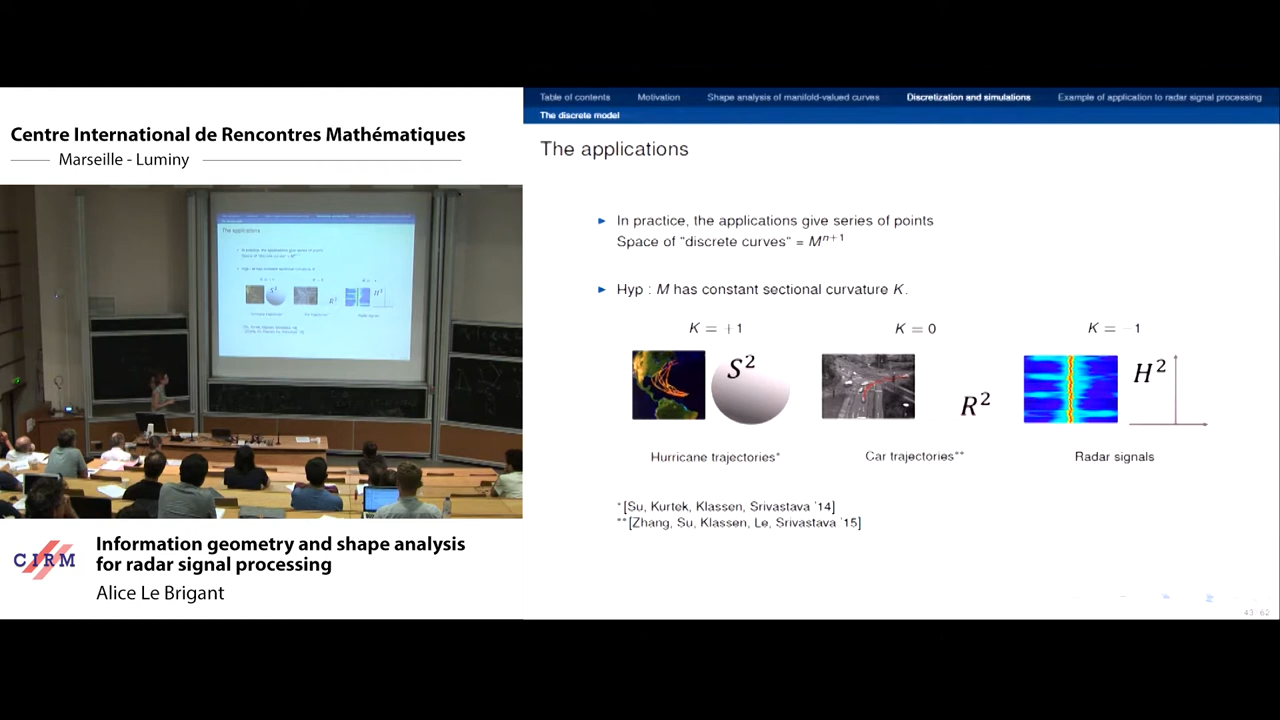 Centre International de Rencontres Mathématiques
Marseille - Luminy
CIRM
Information geometry and shape analysis
for radar signal processing
Alice Le Brigant
Table of contents Motivation Shape analysis of manifold-valued curves Discretization and simulations Example of application to radar signal processing
The discrete model
The applications
► In practice, the applications give series of points
Space of "discrete curves" = Mⁿ⁺¹
► Hyp : M has constant sectional curvature K.
K = +1 K = 0 K = −1
S² R² H²
Hurricane trajectories* Car trajectories** Radar signals
* [Su, Kurtek, Klassen, Srivastava '14]
** [Zhang, Su, Klassen, Le, Srivastava '15]
43 62